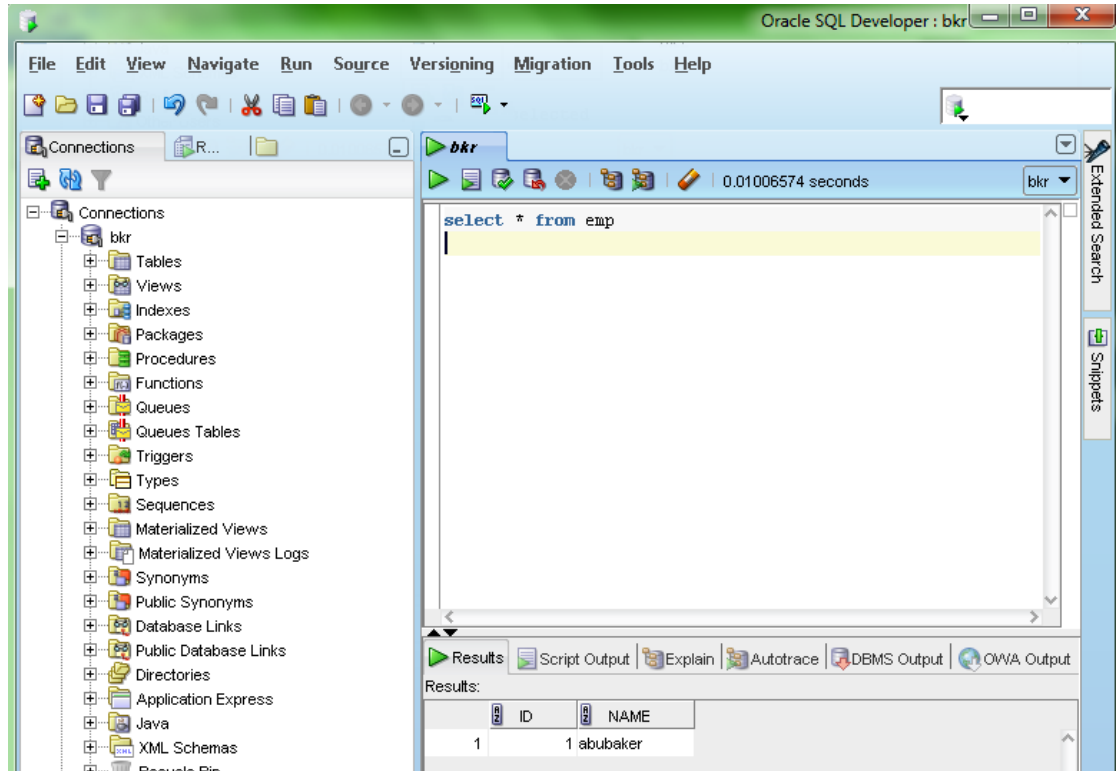 Oracle SQL Developer : bkr
File Edit View Navigate Run Source Versioning Migration Tools Help
Connections R...
bkr
0.01006574 seconds bkr
Connections
bkr
Tables
Views
Indexes
Packages
Procedures
Functions
Queues
Queues Tables
Triggers
Types
Sequences
Materialized Views
Materialized Views Logs
Synonyms
Public Synonyms
Database Links
Public Database Links
Directories
Application Express
Java
XML Schemas
Recycle Bin
select * from emp
Extended Search
Snippets
Results Script Output Explain Autotrace DBMS Output OWA Output
Results:
ID NAME
1 1 abubaker